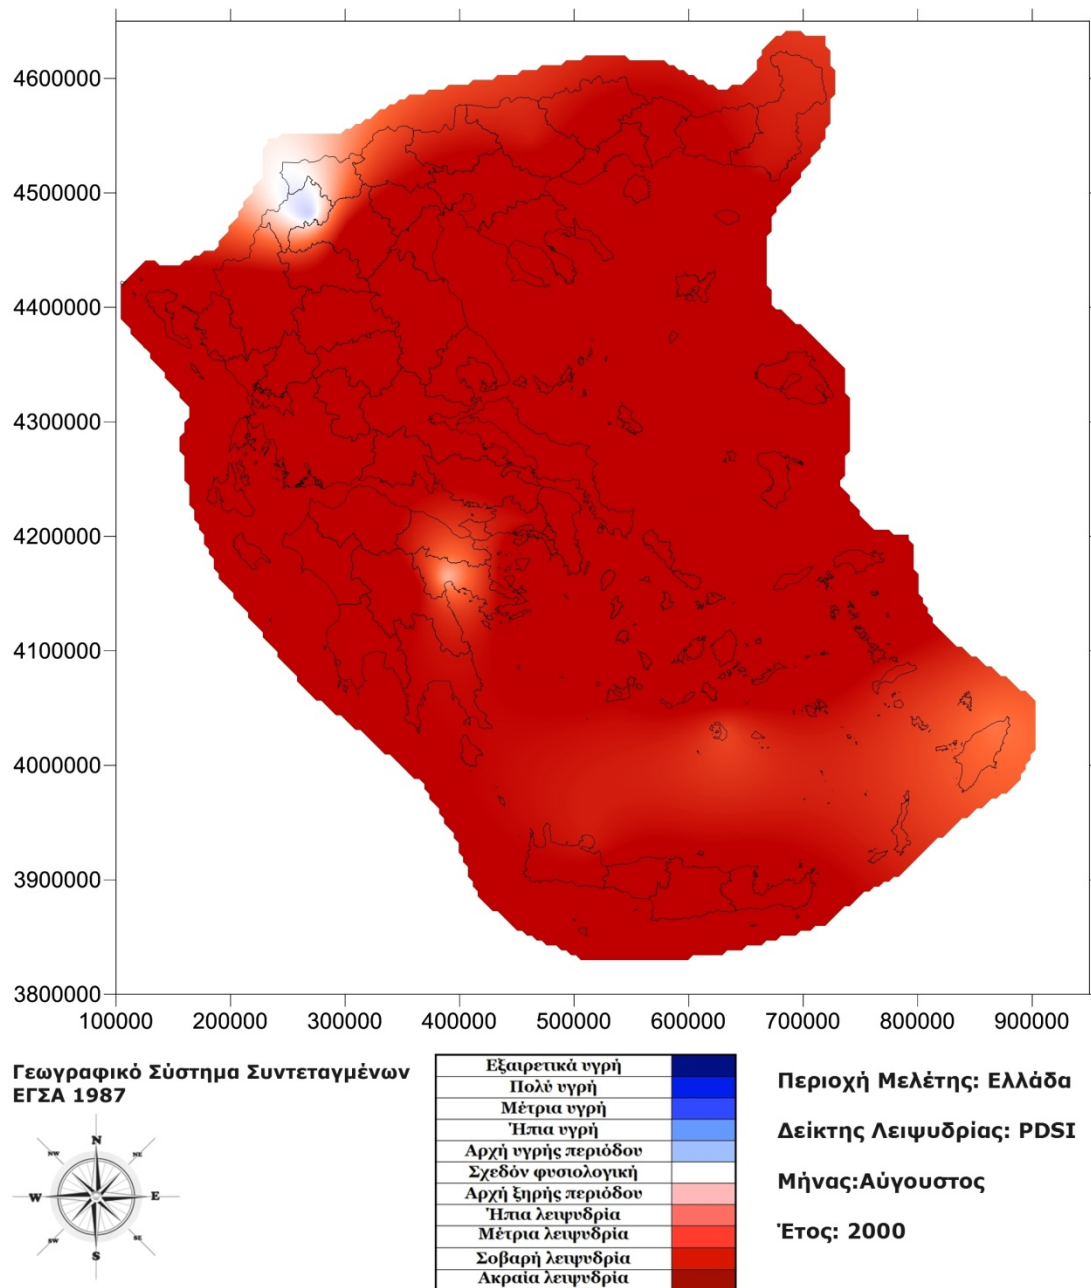 4600000
4500000
4400000
4300000
4200000
4100000
4000000
3900000
3800000
100000 200000 300000 400000 500000 600000 700000 800000 900000
Γεωγραφικό Σύστημα Συντεταγμένων
ΕΓΣΑ 1987
N
NW NE
W E
SW SE
S
Εξαιρετικά υγρή
Πολύ υγρή
Μέτρια υγρή
Ήπια υγρή
Αρχή υγρής περιόδου
Σχεδόν φυσιολογική
Αρχή ξηρής περιόδου
Ήπια λειψυδρία
Μέτρια λειψυδρία
Σοβαρή λειψυδρία
Ακραία λειψυδρία
Περιοχή Μελέτης: Ελλάδα
Δείκτης Λειψυδρίας: PDSI
Μήνας:Αύγουστος
Έτος: 2000